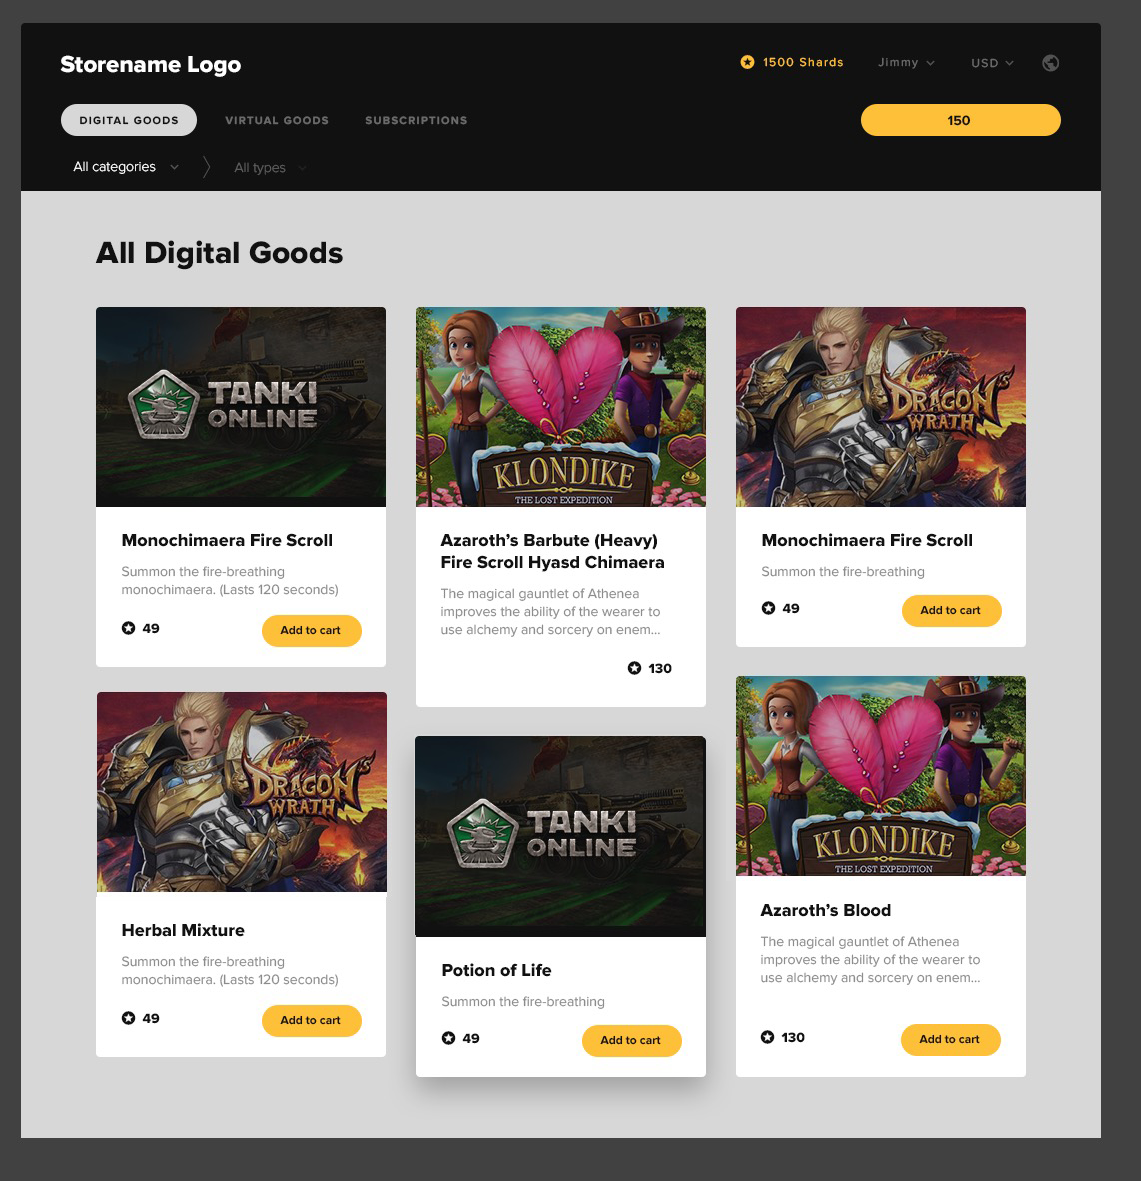 Storename Logo
1500 Shards
Jimmy
USD
DIGITAL GOODS
VIRTUAL GOODS
SUBSCRIPTIONS
150
All categories
All types
All Digital Goods
TANKI
ONLINE
Monochimaera Fire Scroll
Summon the fire-breathing
monochimaera. (Lasts 120 seconds)
49
Add to cart
KLONDIKE
THE LOST EXPEDITION
Azaroth’s Barbute (Heavy)
Fire Scroll Hyasd Chimaera
The magical gauntlet of Athenea
improves the ability of the wearer to
use alchemy and sorcery on enem...
130
DRAGON'S
WRATH
Monochimaera Fire Scroll
Summon the fire-breathing
49
Add to cart
DRAGON'S
WRATH
Herbal Mixture
Summon the fire-breathing
monochimaera. (Lasts 120 seconds)
49
Add to cart
TANKI
ONLINE
Potion of Life
Summon the fire-breathing
49
Add to cart
KLONDIKE
THE LOST EXPEDITION
Azaroth’s Blood
The magical gauntlet of Athenea
improves the ability of the wearer to
use alchemy and sorcery on enem...
130
Add to cart